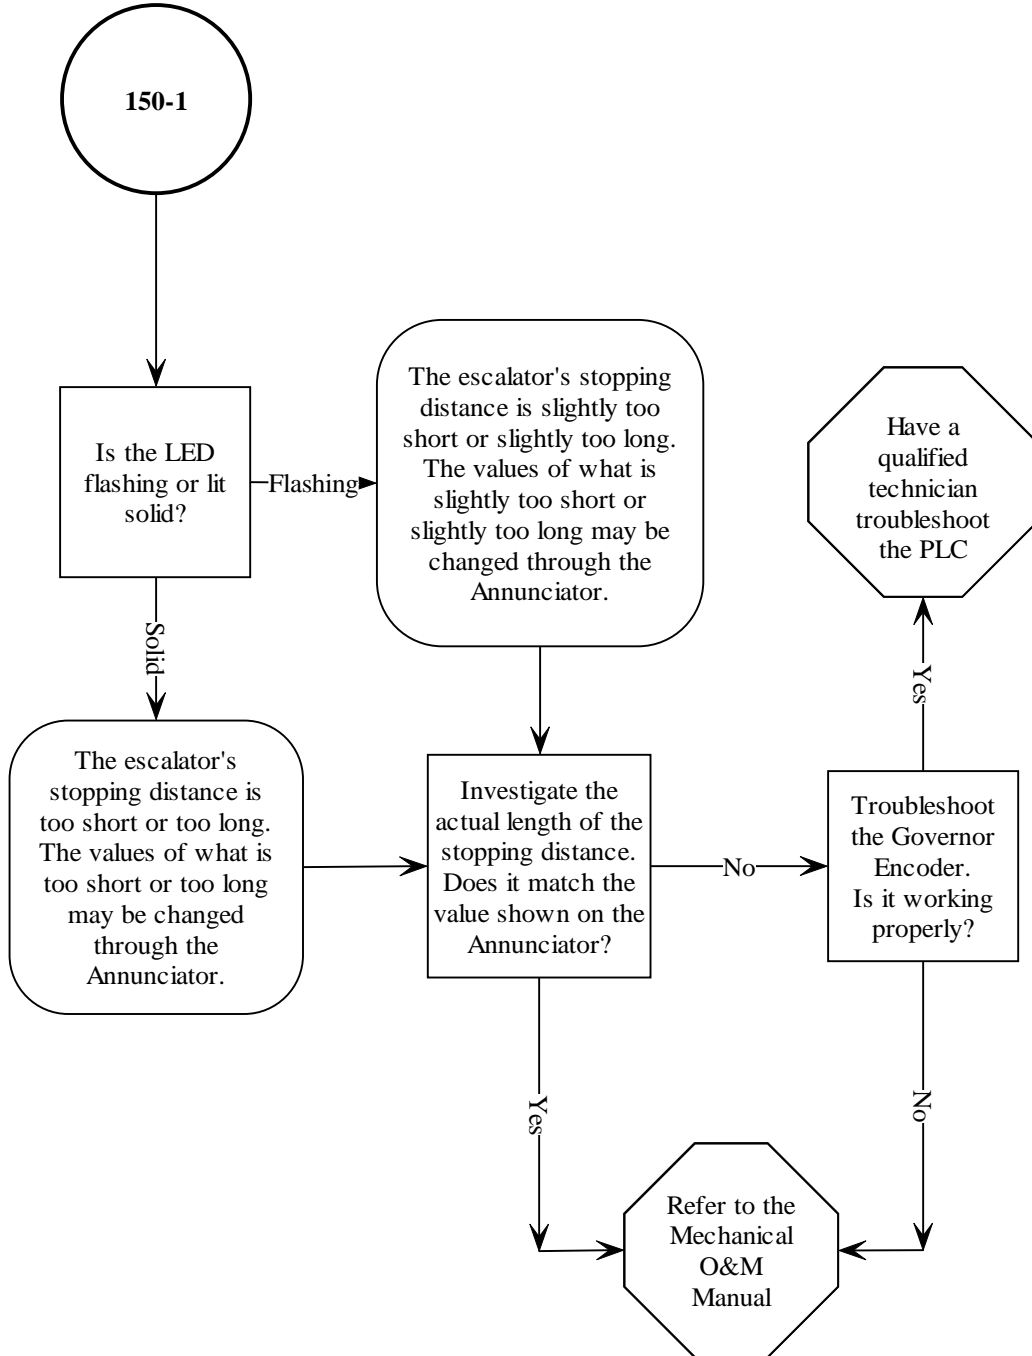 150-1
Is the LED
flashing or lit
solid?
Flashing
The escalator's stopping
distance is slightly too
short or slightly too long.
The values of what is
slightly too short or
slightly too long may be
changed through the
Annunciator.
Solid
The escalator's
stopping distance is
too short or too long.
The values of what is
too short or too long
may be changed
through the
Annunciator.
Investigate the
actual length of the
stopping distance.
Does it match the
value shown on the
Annunciator?
No
Troubleshoot
the Governor
Encoder.
Is it working
properly?
Yes
Have a
qualified
technician
troubleshoot
the PLC
Yes
No
Refer to the
Mechanical
O&M
Manual